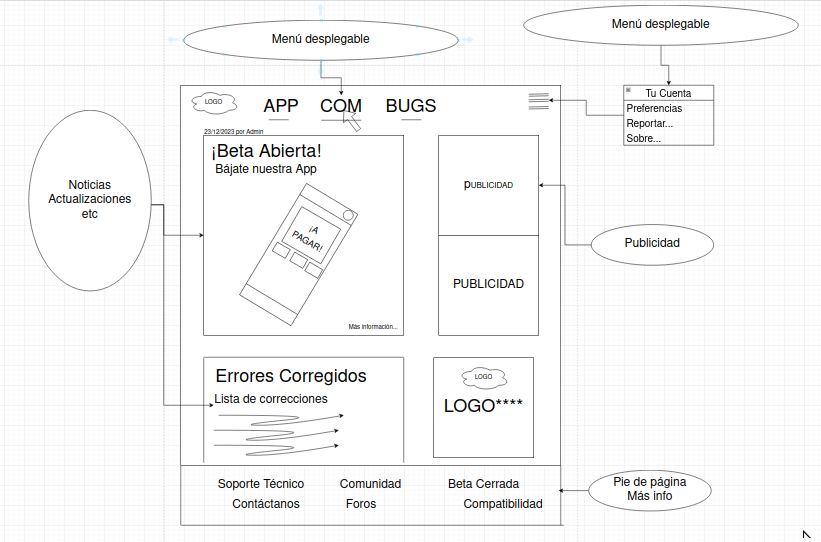 Menú desplegable
Menú desplegable
LOGO
APP COM BUGS
Tu Cuenta
Preferencias
Reportar...
Sobre...
23/12/2023 por Admin
¡Beta Abierta!
Bájate nuestra App
¡A
PAGAR!
Más información...
PUBLICIDAD
PUBLICIDAD
Noticias
Actualizaciones
etc
Publicidad
Errores Corregidos
Lista de correcciones
LOGO
LOGO****
Soporte Técnico Comunidad Beta Cerrada
Contáctanos Foros Compatibilidad
Pie de página
Más info